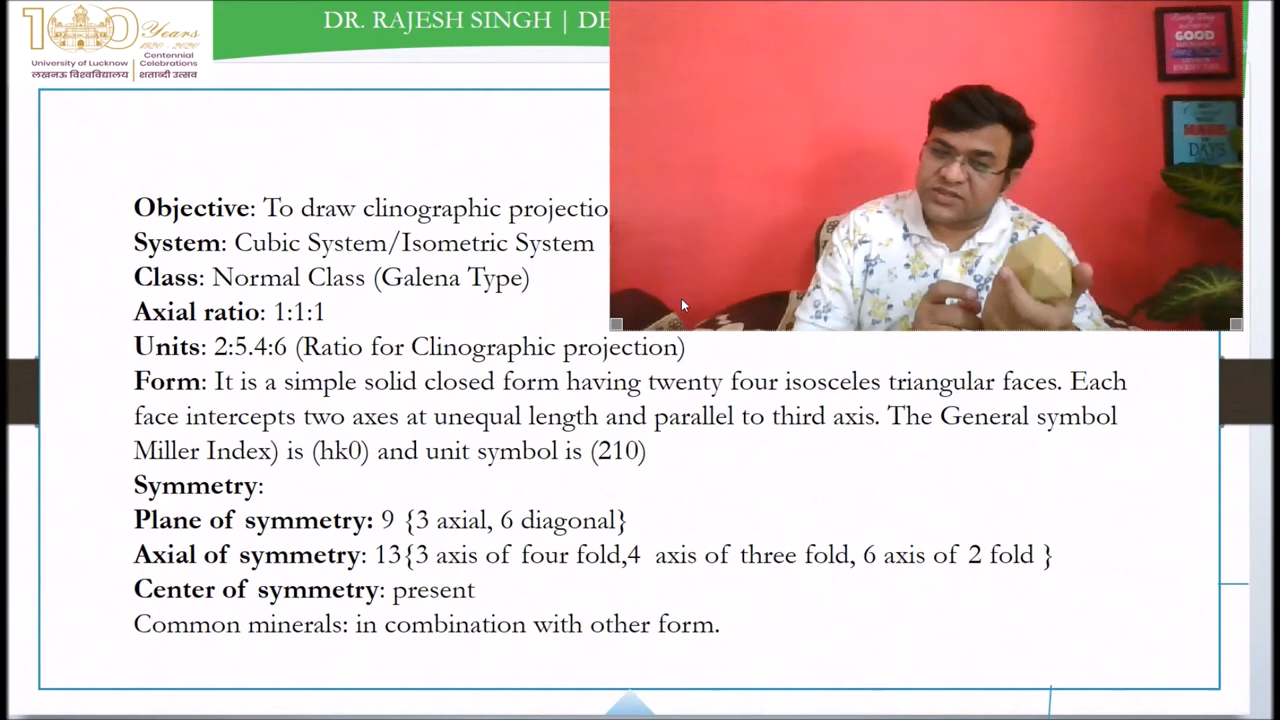 100 Years
1920 - 2020
University of Lucknow
लखनऊ विश्वविद्यालय
Centennial
Celebrations
शताब्दी उत्सव
DR. RAJESH SINGH | DE
GOOD
MAKE
DAYS
Objective: To draw clinographic projectio
System: Cubic System/Isometric System
Class: Normal Class (Galena Type)
Axial ratio: 1:1:1
Units: 2:5.4:6 (Ratio for Clinographic projection)
Form: It is a simple solid closed form having twenty four isosceles triangular faces. Each
face intercepts two axes at unequal length and parallel to third axis. The General symbol
Miller Index) is (hk0) and unit symbol is (210)
Symmetry:
Plane of symmetry: 9 {3 axial, 6 diagonal}
Axial of symmetry: 13{3 axis of four fold,4 axis of three fold, 6 axis of 2 fold }
Center of symmetry: present
Common minerals: in combination with other form.